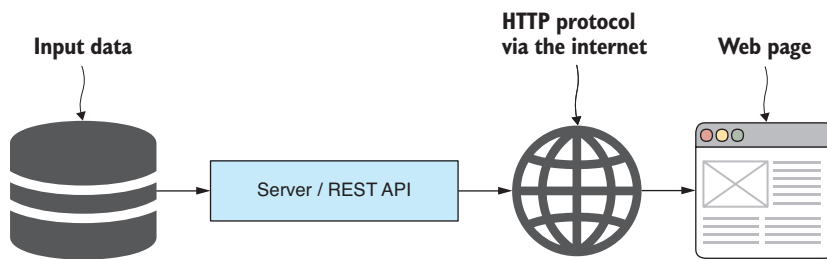 Input data
HTTP protocol
via the internet
Web page
Server / REST API